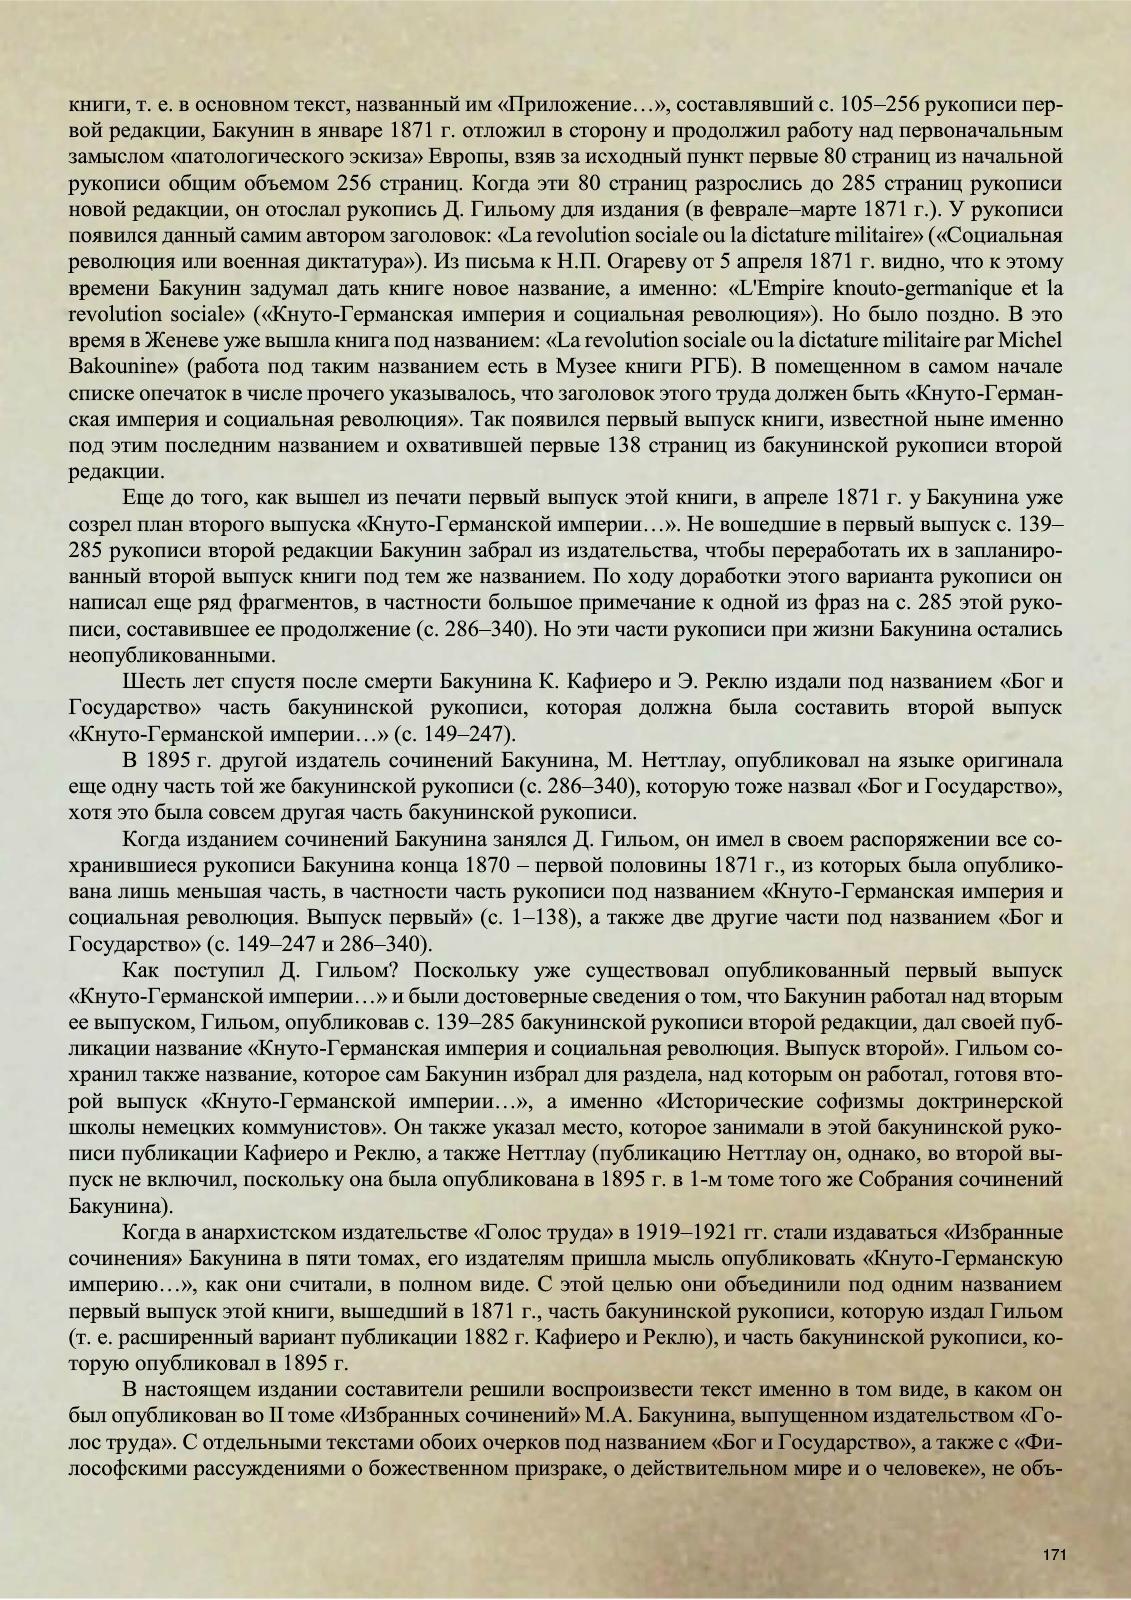 книги, т. е. в основном текст, названный им «Приложение…», составлявший с. 105–256 рукописи пер-
вой редакции, Бакунин в январе 1871 г. отложил в сторону и продолжил работу над первоначальным
замыслом «патологического эскиза» Европы, взяв за исходный пункт первые 80 страниц из начальной
рукописи общим объемом 256 страниц. Когда эти 80 страниц разрослись до 285 страниц рукописи
новой редакции, он отослал рукопись Д. Гильому для издания (в феврале–марте 1871 г.). У рукописи
появился данный самим автором заголовок: «La revolution sociale ou la dictature militaire» («Социальная
революция или военная диктатура»). Из письма к Н.П. Огареву от 5 апреля 1871 г. видно, что к этому
времени Бакунин задумал дать книге новое название, а именно: «L'Empire knouto-germanique et la
revolution sociale» («Кнуто-Германская империя и социальная революция»). Но было поздно. В это
время в Женеве уже вышла книга под названием: «La revolution sociale ou la dictature militaire par Michel
Bakounine» (работа под таким названием есть в Музее книги РГБ). В помещенном в самом начале
списке опечаток в числе прочего указывалось, что заголовок этого труда должен быть «Кнуто-Герман-
ская империя и социальная революция». Так появился первый выпуск книги, известной ныне именно
под этим последним названием и охватившей первые 138 страниц из бакунинской рукописи второй
редакции.
Еще до того, как вышел из печати первый выпуск этой книги, в апреле 1871 г. у Бакунина уже
созрел план второго выпуска «Кнуто-Германской империи…». Не вошедшие в первый выпуск с. 139–
285 рукописи второй редакции Бакунин забрал из издательства, чтобы переработать их в запланиро-
ванный второй выпуск книги под тем же названием. По ходу доработки этого варианта рукописи он
написал еще ряд фрагментов, в частности большое примечание к одной из фраз на с. 285 этой руко-
писи, составившее ее продолжение (с. 286–340). Но эти части рукописи при жизни Бакунина остались
неопубликованными.
Шесть лет спустя после смерти Бакунина К. Кафиеро и Э. Реклю издали под названием «Бог и
Государство» часть бакунинской рукописи, которая должна была составить второй выпуск
«Кнуто-Германской империи…» (с. 149–247).
В 1895 г. другой издатель сочинений Бакунина, М. Неттлау, опубликовал на языке оригинала
еще одну часть той же бакунинской рукописи (с. 286–340), которую тоже назвал «Бог и Государство»,
хотя это была совсем другая часть бакунинской рукописи.
Когда изданием сочинений Бакунина занялся Д. Гильом, он имел в своем распоряжении все со-
хранившиеся рукописи Бакунина конца 1870 – первой половины 1871 г., из которых была опублико-
вана лишь меньшая часть, в частности часть рукописи под названием «Кнуто-Германская империя и
социальная революция. Выпуск первый» (с. 1–138), а также две другие части под названием «Бог и
Государство» (с. 149–247 и 286–340).
Как поступил Д. Гильом? Поскольку уже существовал опубликованный первый выпуск
«Кнуто-Германской империи…» и были достоверные сведения о том, что Бакунин работал над вторым
ее выпуском, Гильом, опубликовав с. 139–285 бакунинской рукописи второй редакции, дал своей пуб-
ликации название «Кнуто-Германская империя и социальная революция. Выпуск второй». Гильом со-
хранил также название, которое сам Бакунин избрал для раздела, над которым он работал, готовя вто-
рой выпуск «Кнуто-Германской империи…», а именно «Исторические софизмы доктринерской
школы немецких коммунистов». Он также указал место, которое занимали в этой бакунинской руко-
писи публикации Кафиеро и Реклю, а также Неттлау (публикацию Неттлау он, однако, во второй вы-
пуск не включил, поскольку она была опубликована в 1895 г. в 1-м томе того же Собрания сочинений
Бакунина).
Когда в анархистском издательстве «Голос труда» в 1919–1921 гг. стали издаваться «Избранные
сочинения» Бакунина в пяти томах, его издателям пришла мысль опубликовать «Кнуто-Германскую
империю…», как они считали, в полном виде. С этой целью они объединили под одним названием
первый выпуск этой книги, вышедший в 1871 г., часть бакунинской рукописи, которую издал Гильом
(т. е. расширенный вариант публикации 1882 г. Кафиеро и Реклю), и часть бакунинской рукописи, ко-
торую опубликовал в 1895 г.
В настоящем издании составители решили воспроизвести текст именно в том виде, в каком он
был опубликован во II томе «Избранных сочинений» М.А. Бакунина, выпущенном издательством «Го-
лос труда». С отдельными текстами обоих очерков под названием «Бог и Государство», а также с «Фи-
лософскими рассуждениями о божественном призраке, о действительном мире и о человеке», не объ-
171